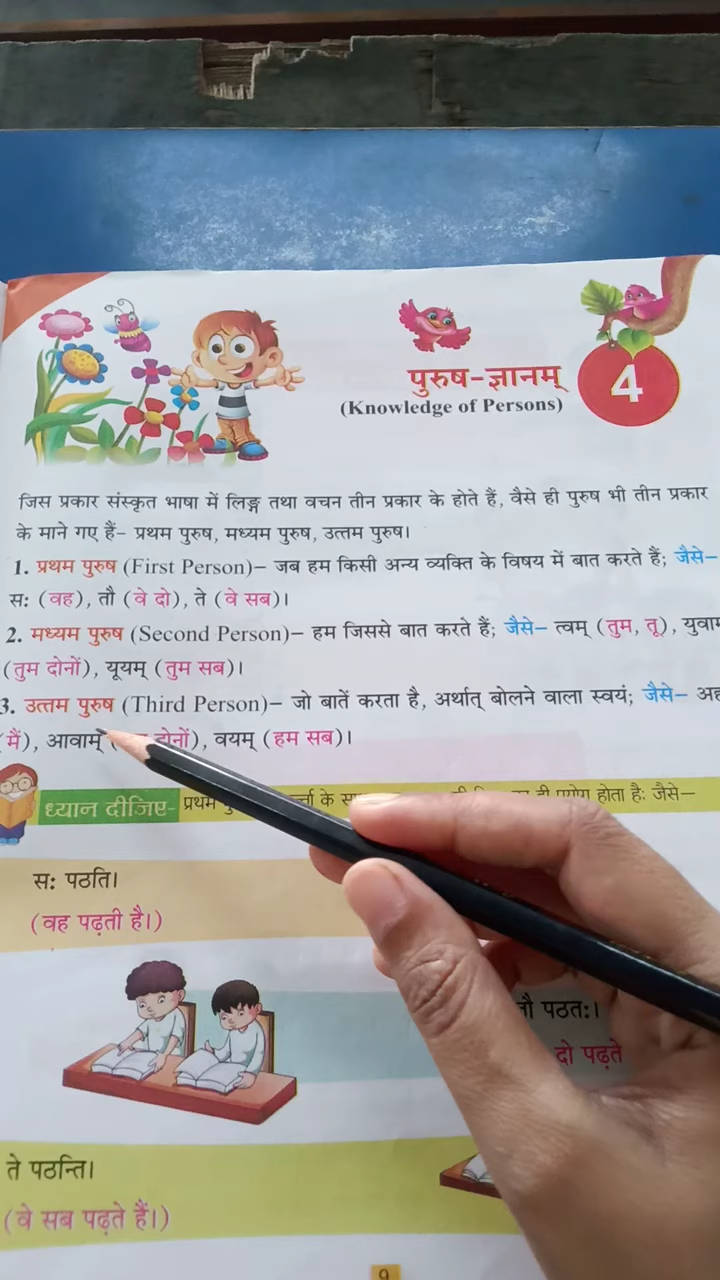 पुरुष-ज्ञानम्
(Knowledge of Persons)
4
जिस प्रकार संस्कृत भाषा में लिङ्ग तथा वचन तीन प्रकार के होते हैं, वैसे ही पुरुष भी तीन प्रकार
के माने गए हैं– प्रथम पुरुष, मध्यम पुरुष, उत्तम पुरुष।
1. प्रथम पुरुष (First Person)– जब हम किसी अन्य व्यक्ति के विषय में बात करते हैं; जैसे–
स: (वह), तौ (वे दो), ते (वे सब)।
2. मध्यम पुरुष (Second Person)– हम जिससे बात करते हैं; जैसे– त्वम् (तुम, तू),
(तुम दोनों), यूयम् (तुम सब)।
3. उत्तम पुरुष (Third Person)– जो बातें करता है, अर्थात् बोलने वाला स्वयं; जैसे–
मैं), आवाम् दोनों), वयम् (हम सब)।
ध्यान दीजिए- प्रथम के ही प्रयोग होता है: जैसे–
स: पठति।
(वह पढ़ती है।)
तौ पठत:।
दो पढ़ते
ते पठन्ति।
(वे सब पढ़ते हैं।)
9